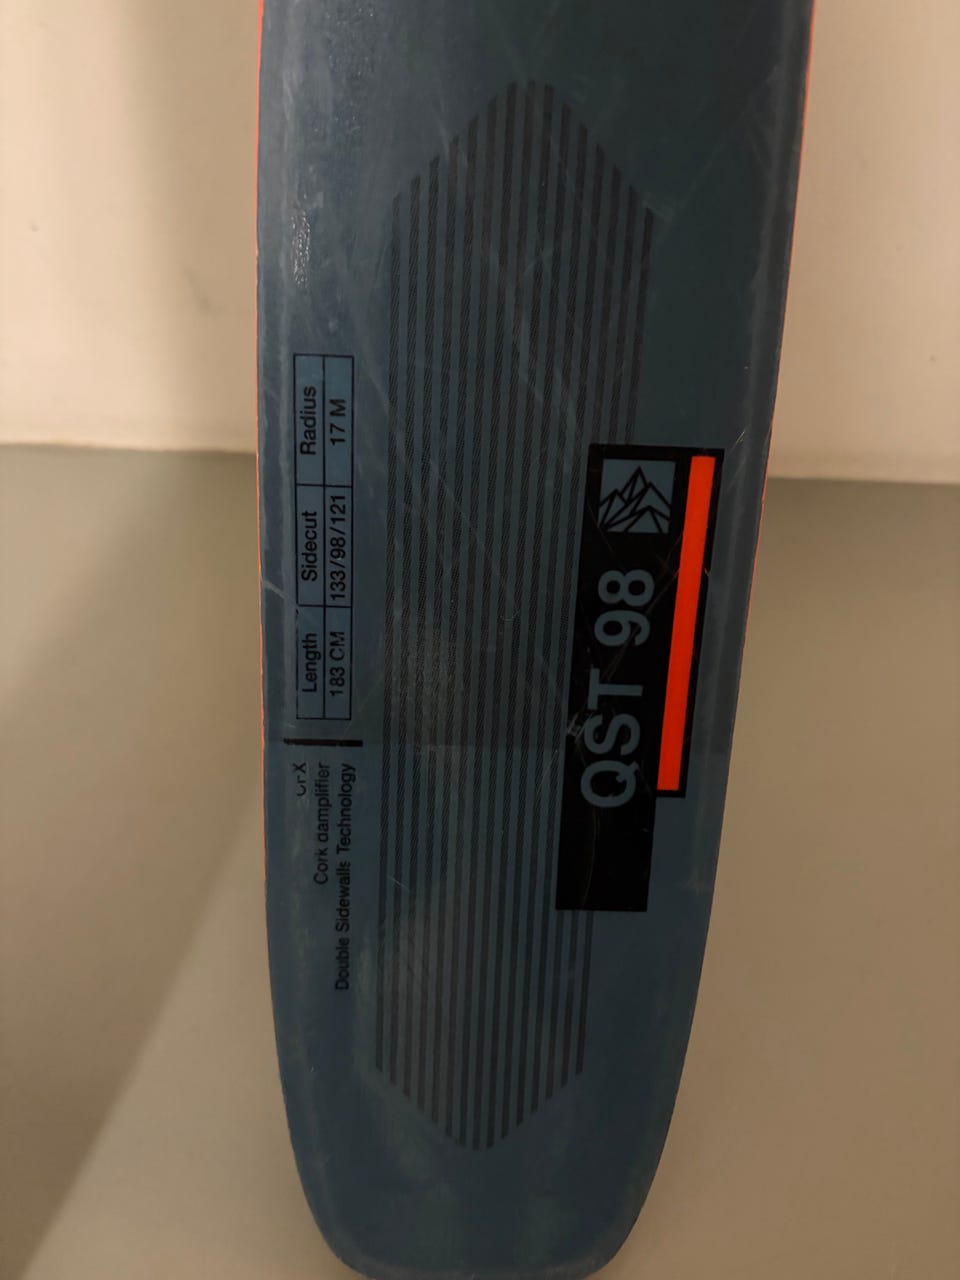 Length Sidecut Radius
183 CM 133/98/121 17 M
Cork damplifier
Double Sidewalls Technology
QST 98